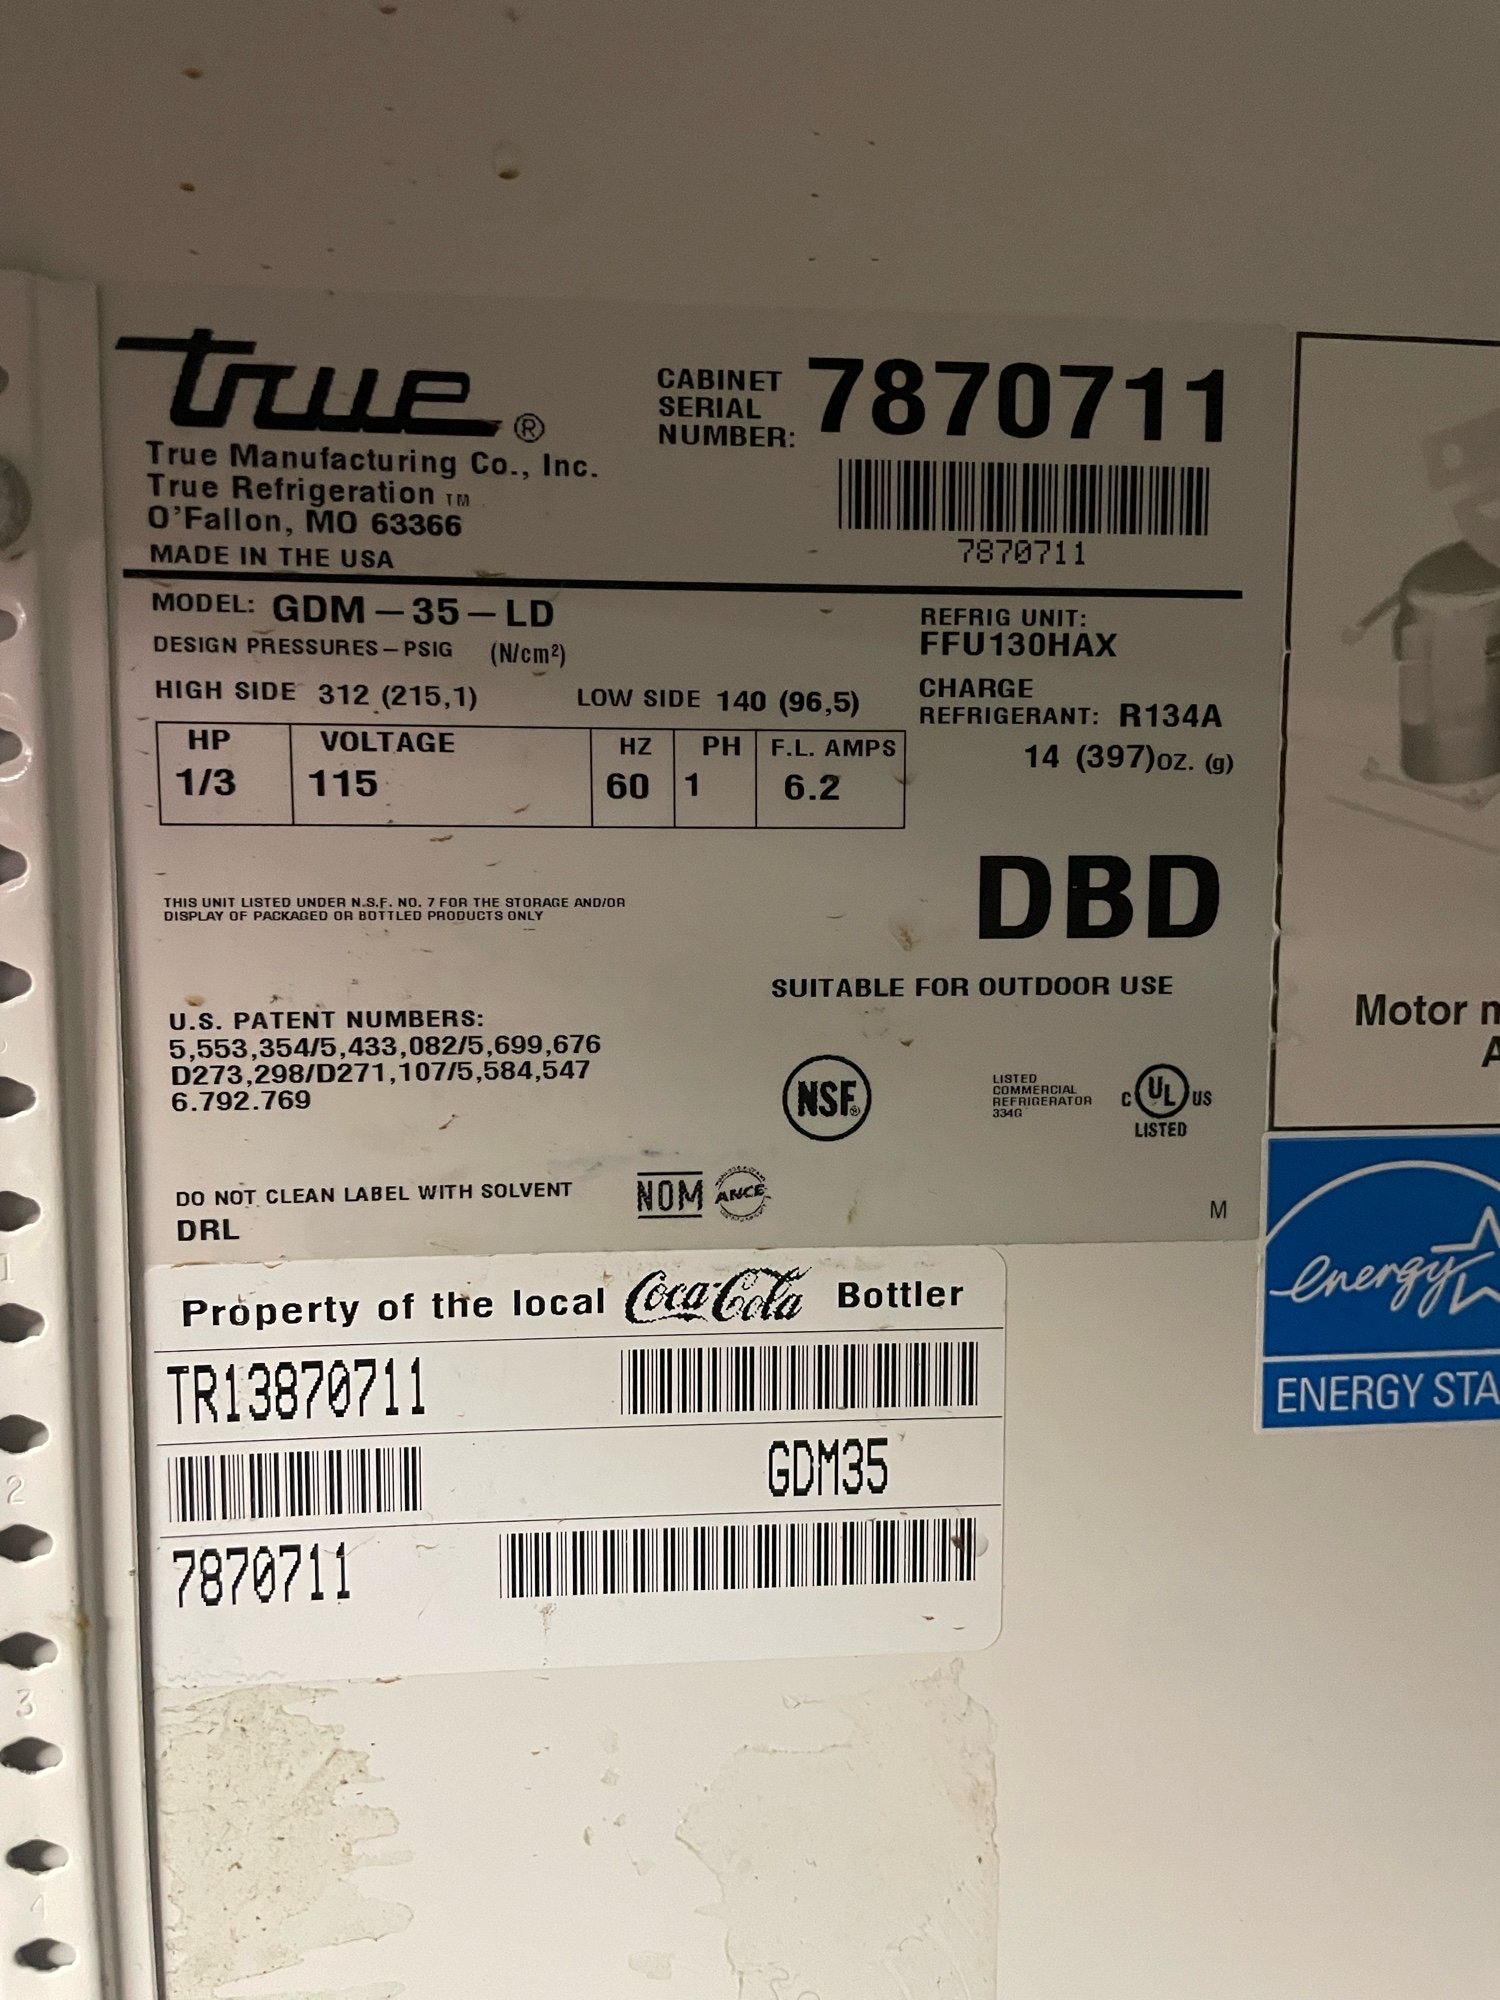 true®
True Manufacturing Co., Inc.
True Refrigeration TM
O'Fallon, MO 63366
MADE IN THE USA
CABINET
SERIAL
NUMBER: 7870711
7870711
MODEL: GDM-35-LD
DESIGN PRESSURES-PSIG (N/cm²)
HIGH SIDE 312 (215,1) LOW SIDE 140 (96,5)
REFRIG UNIT:
FFU130HAX
CHARGE
REFRIGERANT: R134A
14 (397)oz. (g)
HP VOLTAGE HZ PH F.L. AMPS
1/3 115 60 1 6.2
DBD
THIS UNIT LISTED UNDER N.S.F. NO. 7 FOR THE STORAGE AND/OR
DISPLAY OF PACKAGED OR BOTTLED PRODUCTS ONLY
SUITABLE FOR OUTDOOR USE
U.S. PATENT NUMBERS:
5,553,354/5,433,082/5,699,676
D273,298/D271,107/5,584,547
6.792.769
NSF®
LISTED
COMMERCIAL
REFRIGERATOR
334G
C UL US
LISTED
DO NOT CLEAN LABEL WITH SOLVENT
DRL
NOM ANCE
M
Property of the local Coca-Cola Bottler
TR13870711
GDM35
7870711
Motor
A
energy
ENERGY STA
1
2
3
4